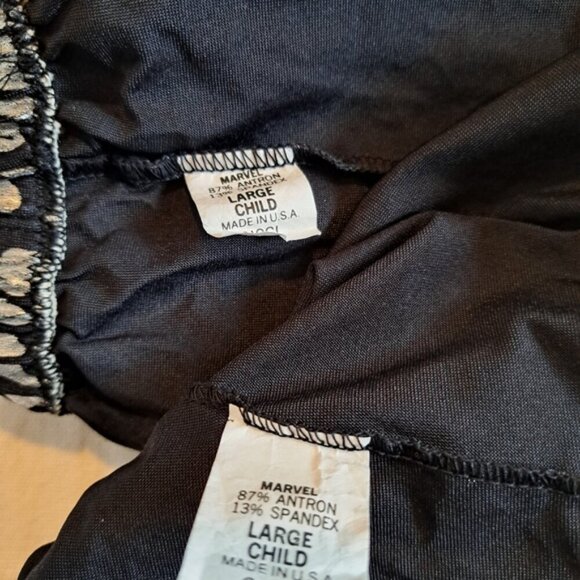 MARVEL
87% ANTRON
13% SPANDEX
LARGE
CHILD
MADE IN U.S.A
MARVEL
87% ANTRON
13% SPANDEX
LARGE
CHILD
MADE IN U.S.A